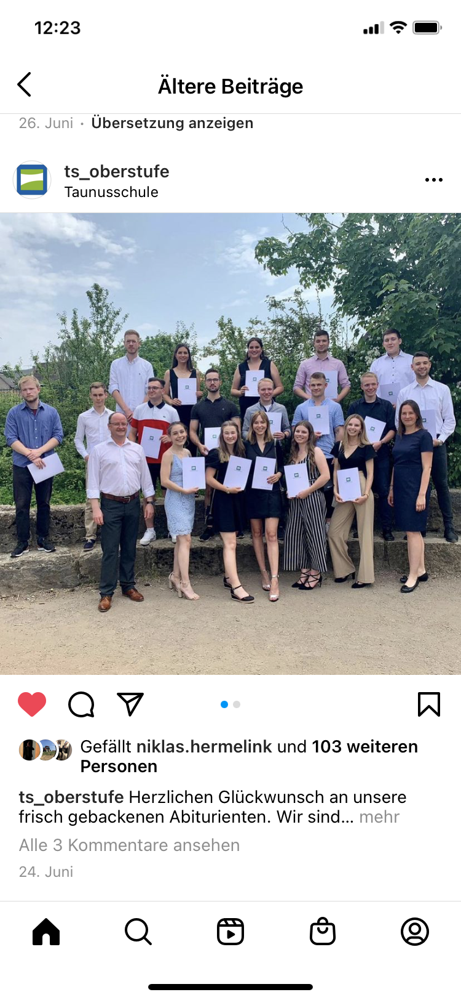 12:23
Ältere Beiträge
26. Juni • Übersetzung anzeigen
ts_oberstufe
Taunusschule
Gefällt niklas.hermelink und 103 weiteren
Personen
ts_oberstufe Herzlichen Glückwunsch an unsere
frisch gebackenen Abiturienten. Wir sind... mehr
Alle 3 Kommentare ansehen
24. Juni